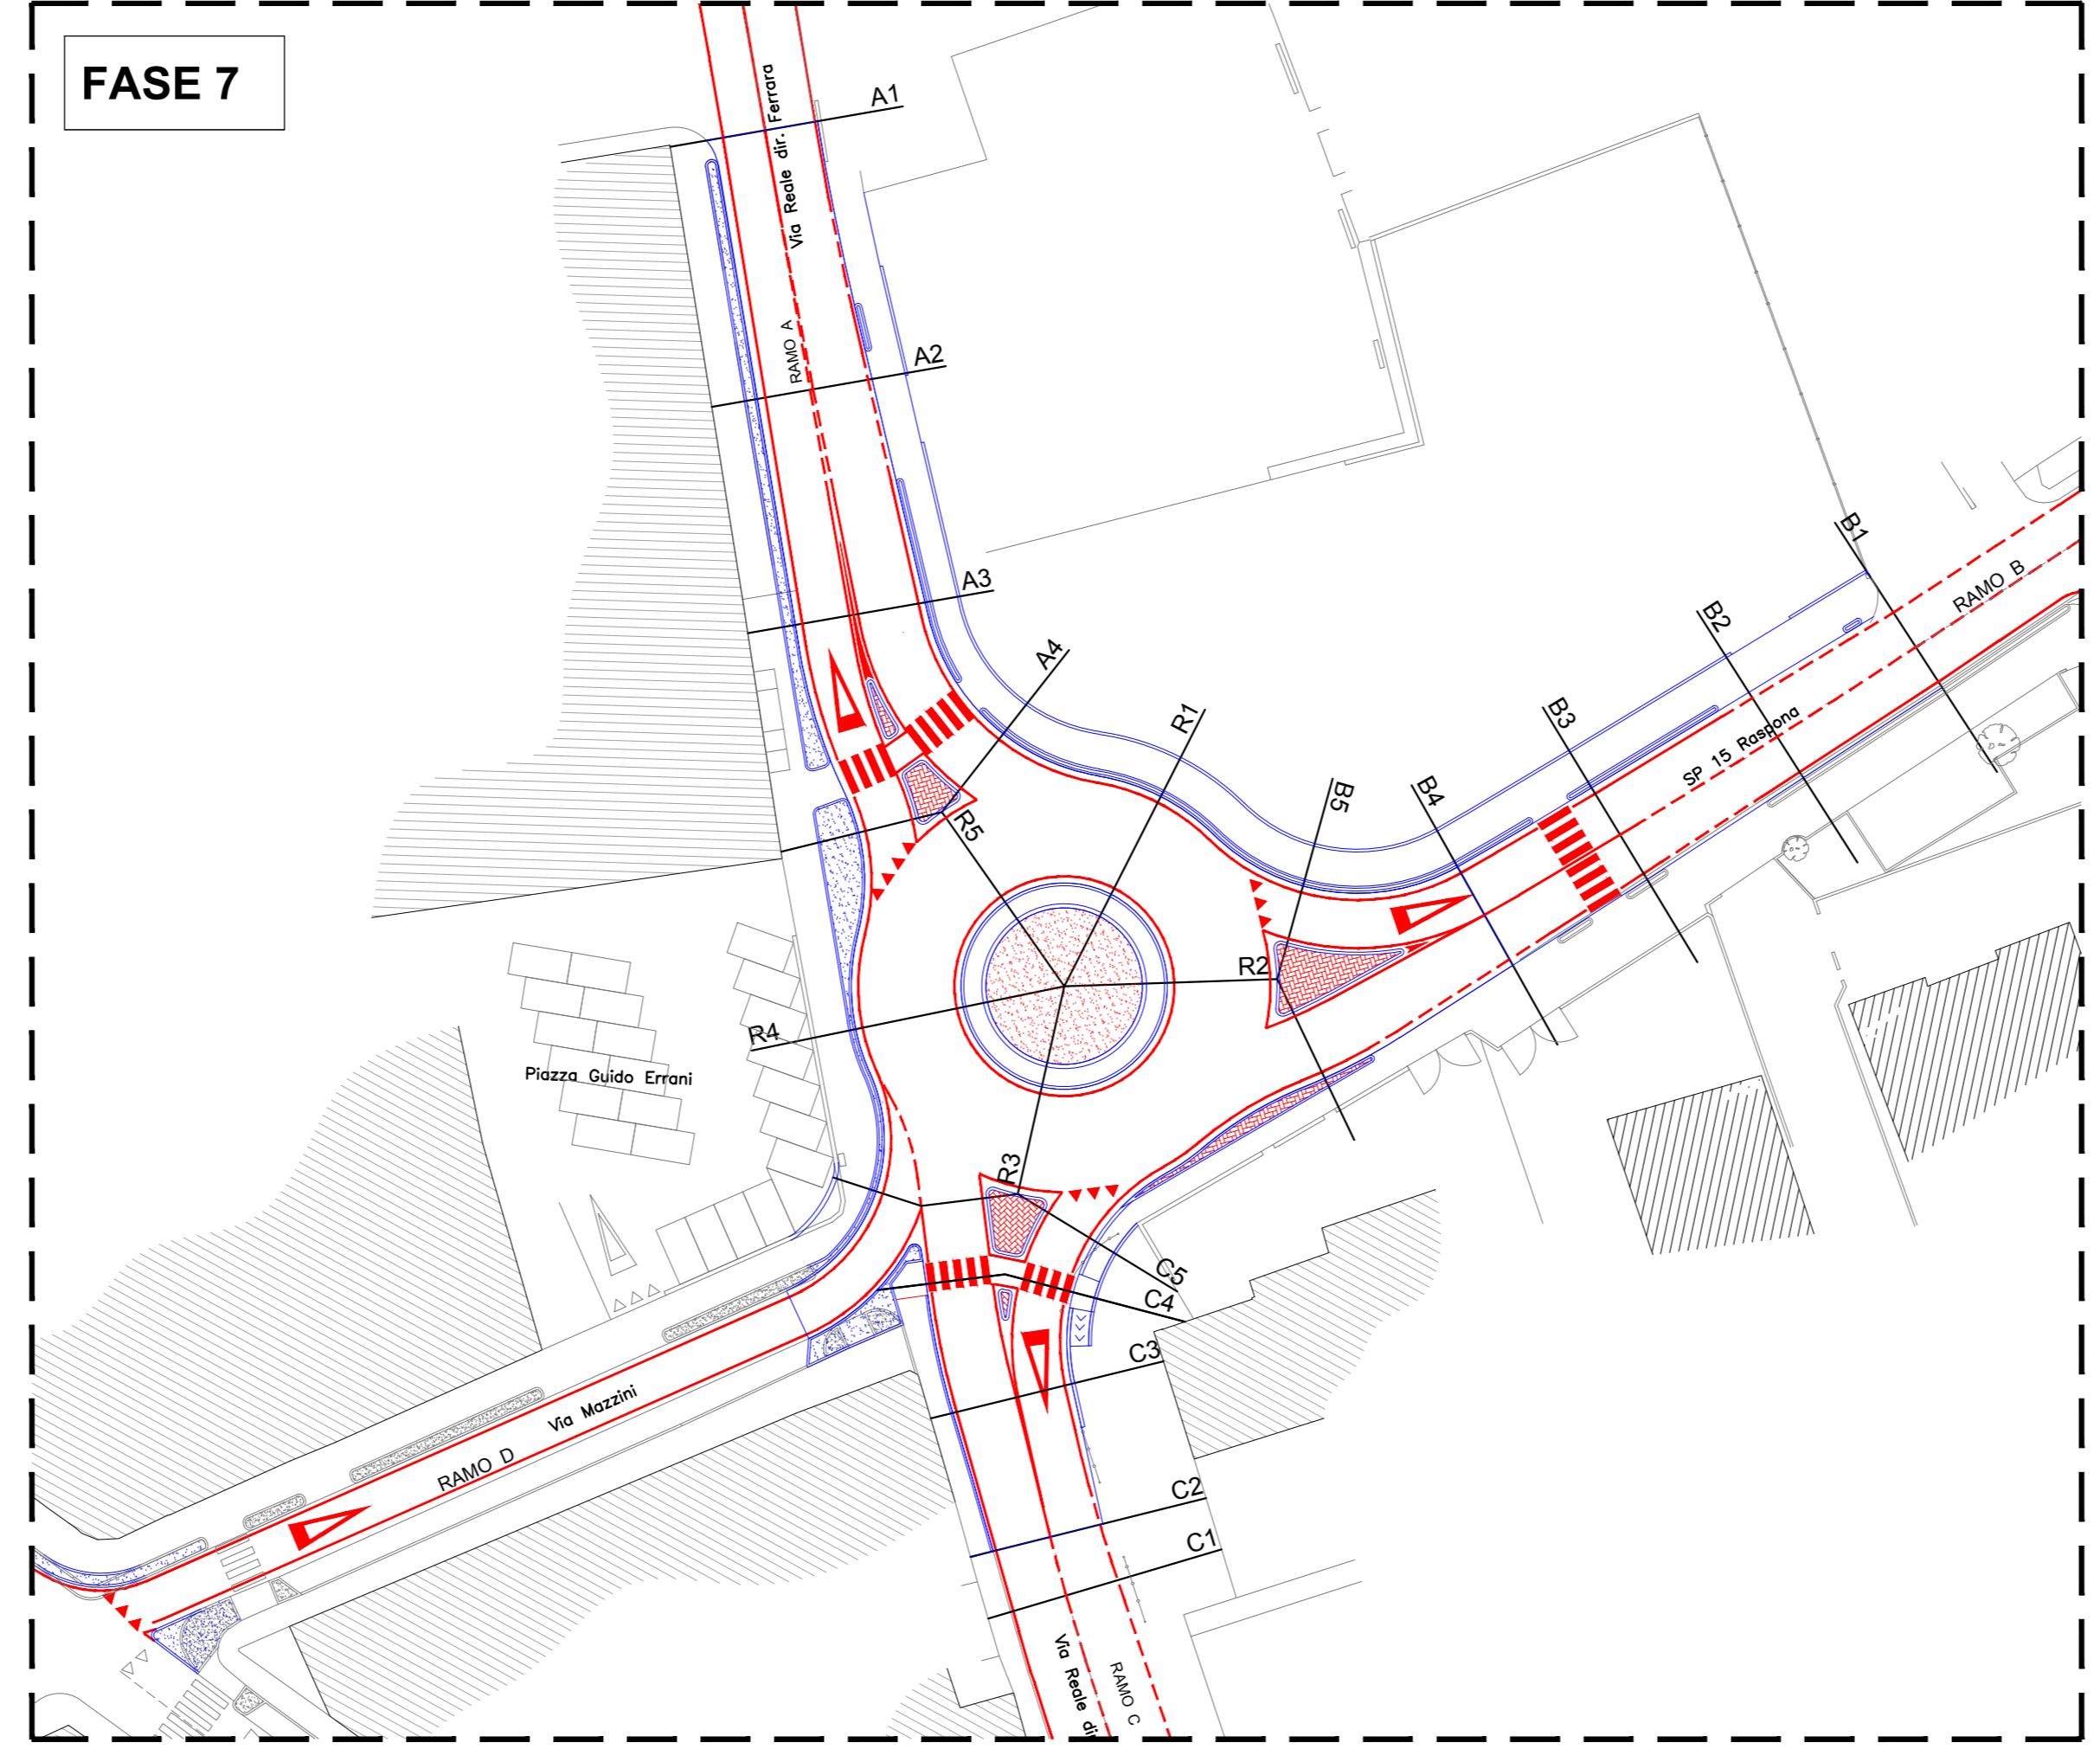 FASE 7
A1
Via Reale dir. Ferrara
RAMO A
A2
A3
A4
R1
B1
RAMO B
B2
B3
SP 15 Raspona
B4
B5
R5
R2
R4
Piazza Guido Errani
R3
C5
C4
C3
Via Mazzini
RAMO D
C2
C1
Via Reale dir
RAMO C